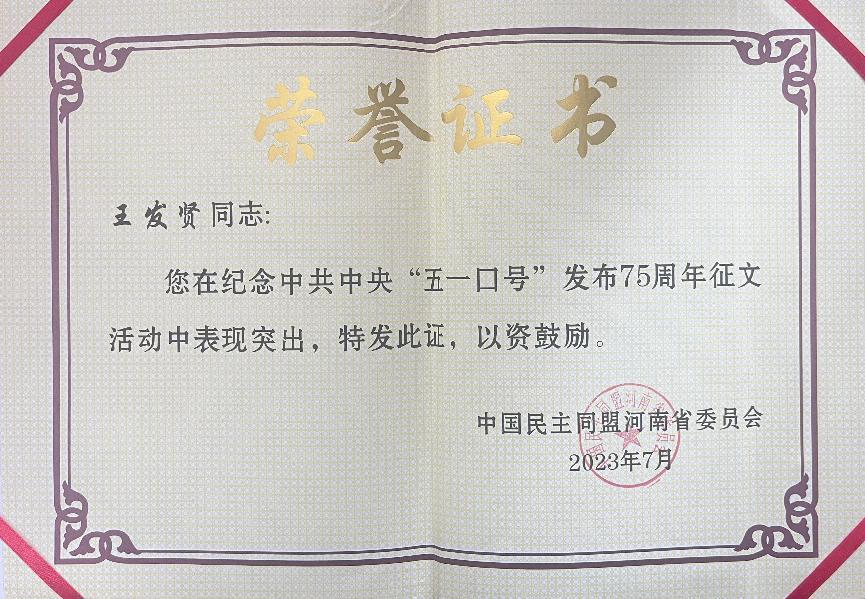 荣誉证书
王发贤同志:
您在纪念中共中央“五一口号”发布75周年征文
活动中表现突出，特发此证，以资鼓励。
中国民主同盟河南省委员会
2023年7月